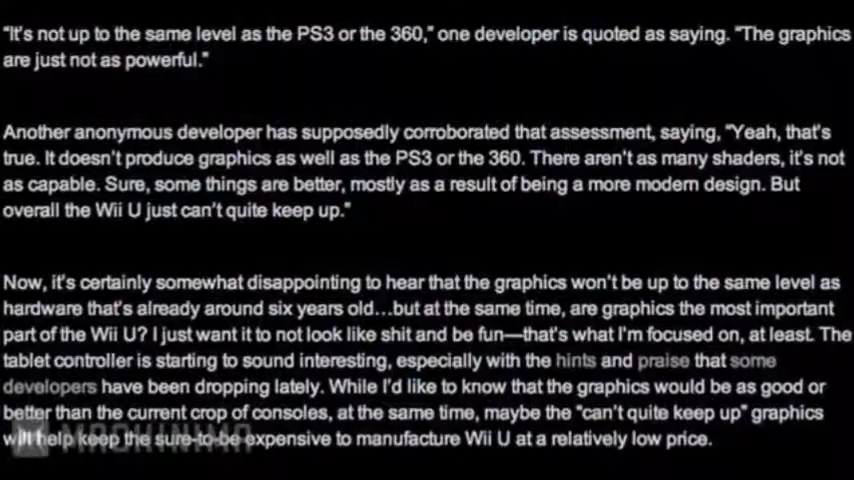 "It's not up to the same level as the PS3 or the 360," one developer is quoted as saying. "The graphics
are just not as powerful."
Another anonymous developer has supposedly corroborated that assessment, saying, "Yeah, that's
true. It doesn't produce graphics as well as the PS3 or the 360. There aren't as many shaders, it's not
as capable. Sure, some things are better, mostly as a result of being a more modern design. But
overall the Wii U just can't quite keep up."
Now, it's certainly somewhat disappointing to hear that the graphics won't be up to the same level as
hardware that's already around six years old...but at the same time, are graphics the most important
part of the Wii U? I just want it to not look like shit and be fun—that's what I'm focused on, at least. The
tablet controller is starting to sound interesting, especially with the hints and praise that some
developers have been dropping lately. While I'd like to know that the graphics would be as good or
better than the current crop of consoles, at the same time, maybe the "can't quite keep up" graphics
will help keep the sure-to-be expensive to manufacture Wii U at a relatively low price.
MACHINIMA